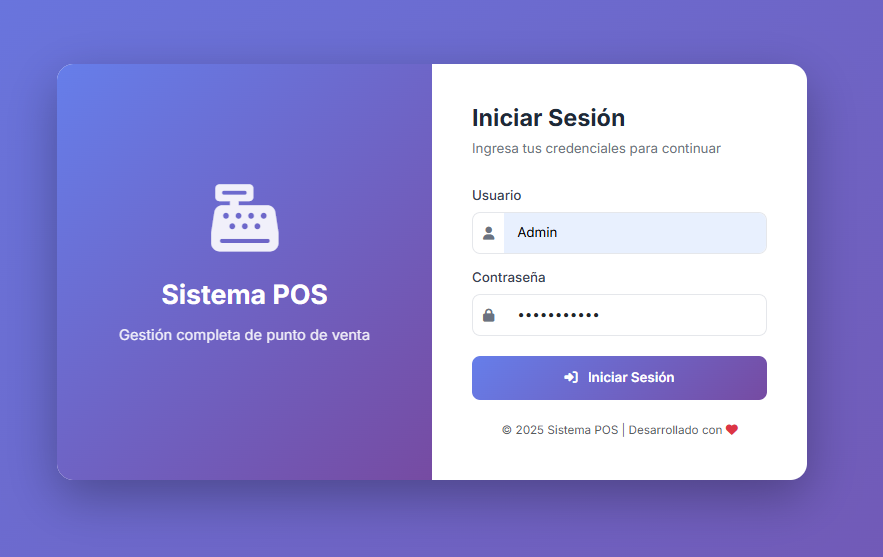 Sistema POS
Gestión completa de punto de venta
Iniciar Sesión
Ingresa tus credenciales para continuar
Usuario
Admin
Contraseña
•••••••••••
Iniciar Sesión
© 2025 Sistema POS | Desarrollado con ❤